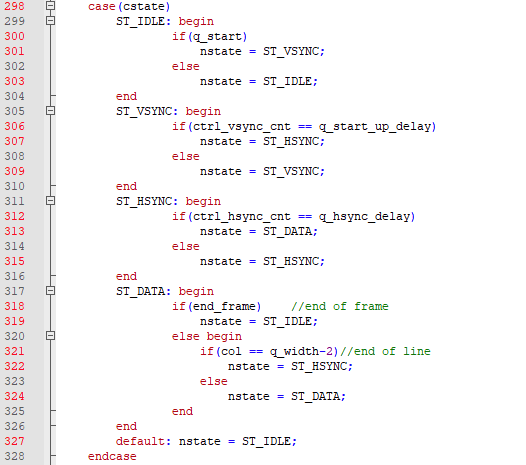 298 case(cstate)
299 ST_IDLE: begin
300 if(q_start)
301 nstate = ST_VSYNC;
302 else
303 nstate = ST_IDLE;
304 end
305 ST_VSYNC: begin
306 if(ctrl_vsync_cnt == q_start_up_delay)
307 nstate = ST_HSYNC;
308 else
309 nstate = ST_VSYNC;
310 end
311 ST_HSYNC: begin
312 if(ctrl_hsync_cnt == q_hsync_delay)
313 nstate = ST_DATA;
314 else
315 nstate = ST_HSYNC;
316 end
317 ST_DATA: begin
318 if(end_frame) //end of frame
319 nstate = ST_IDLE;
320 else begin
321 if(col == q_width-2)//end of line
322 nstate = ST_HSYNC;
323 else
324 nstate = ST_DATA;
325 end
326 end
327 default: nstate = ST_IDLE;
328 endcase